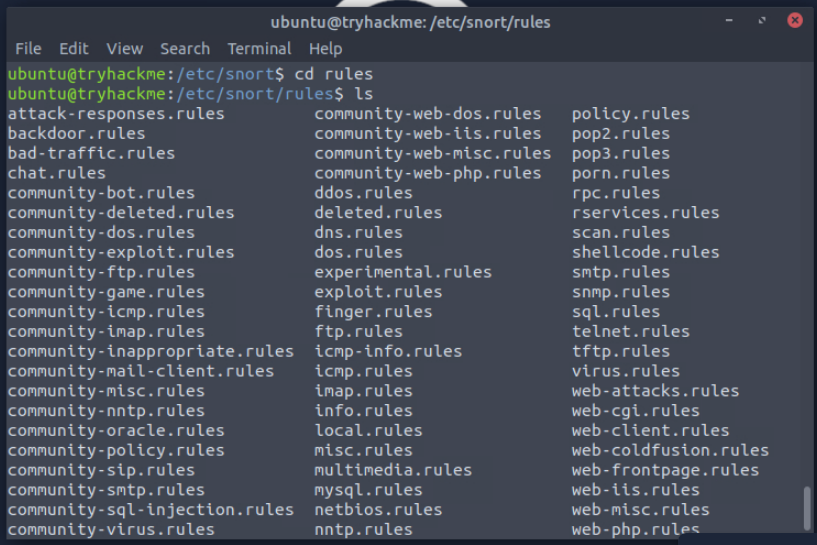 ubuntu@tryhackme: /etc/snort/rules
File Edit View Search Terminal Help
ubuntu@tryhackme:/etc/snort$ cd rules
ubuntu@tryhackme:/etc/snort/rules$ ls
attack-responses.rules community-web-dos.rules policy.rules
backdoor.rules community-web-iis.rules pop2.rules
bad-traffic.rules community-web-misc.rules pop3.rules
chat.rules community-web-php.rules porn.rules
community-bot.rules ddos.rules rpc.rules
community-deleted.rules deleted.rules rservices.rules
community-dos.rules dns.rules scan.rules
community-exploit.rules dos.rules shellcode.rules
community-ftp.rules experimental.rules smtp.rules
community-game.rules exploit.rules snmp.rules
community-icmp.rules finger.rules sql.rules
community-imap.rules ftp.rules telnet.rules
community-inappropriate.rules icmp-info.rules tftp.rules
community-mail-client.rules icmp.rules virus.rules
community-misc.rules imap.rules web-attacks.rules
community-nntp.rules info.rules web-cgi.rules
community-oracle.rules local.rules web-client.rules
community-policy.rules misc.rules web-coldfusion.rules
community-sip.rules multimedia.rules web-frontpage.rules
community-smtp.rules mysql.rules web-iis.rules
community-sql-injection.rules netbios.rules web-misc.rules
community-virus.rules nntp.rules web-php.rules